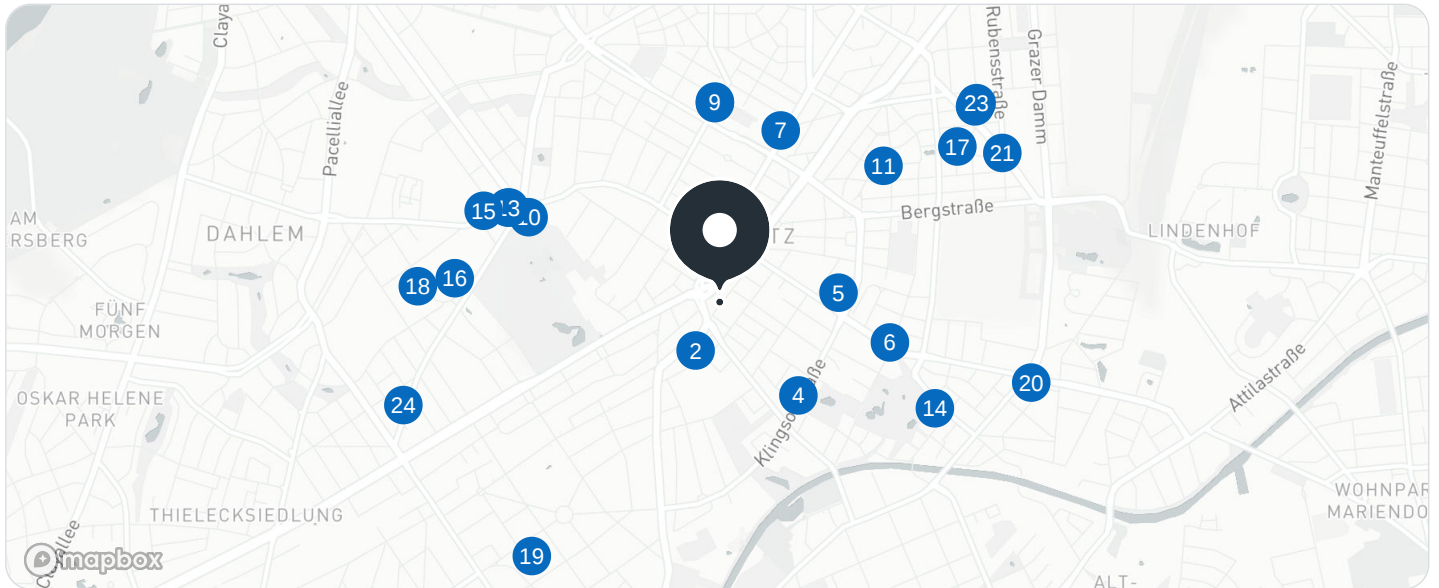 Claya
Rubensstraße
Grazer Damm
Manteuffelstraße
Pacelliallee
9
23
7
17
21
11
15
13
10
Bergstraße
AM
RSBERG
DAHLEM
TZ
LINDENHOF
18
16
5
FÜNF
MORGEN
2
6
20
Attilastraße
OSKAR HELENE
PARK
24
4
14
WOHNPAR
MARIENDO
THIELECKSIEDLUNG
19
mapbox
ALT-